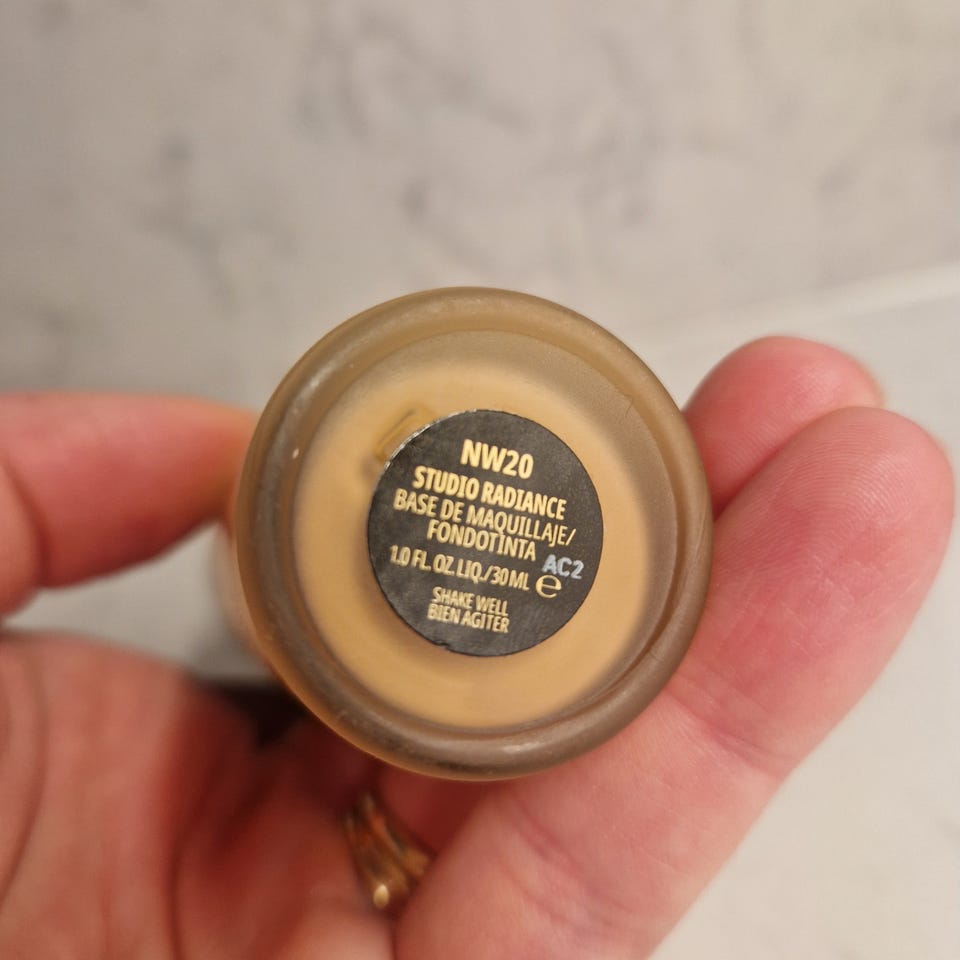 NW20
STUDIO RADIANCE
BASE DE MAQUILLAJE/
FONDOTINTA
AC2
1.0 FL. OZ. LIQ./30 ML ℮
SHAKE WELL
BIEN AGITER